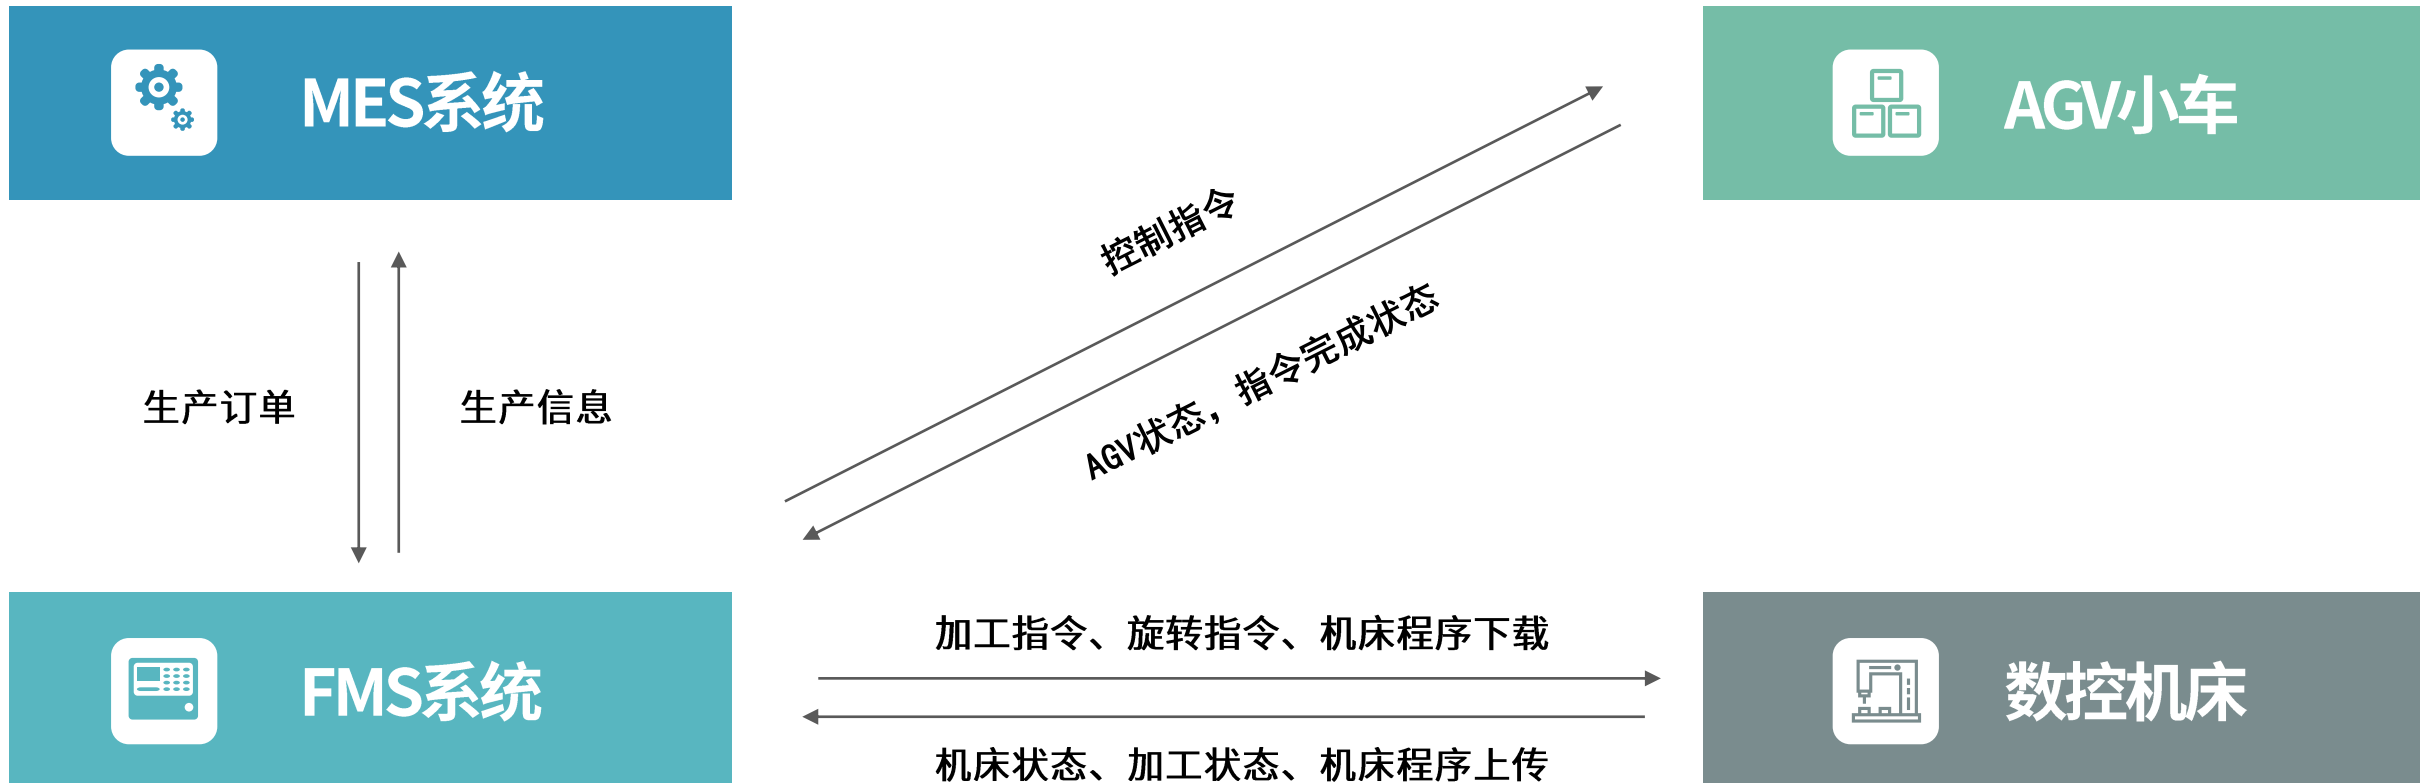 MES系统
AGV小车
控制指令
AGV状态，指令完成状态
生产订单
生产信息
加工指令、旋转指令、机床程序下载
FMS系统
数控机床
机床状态、加工状态、机床程序上传